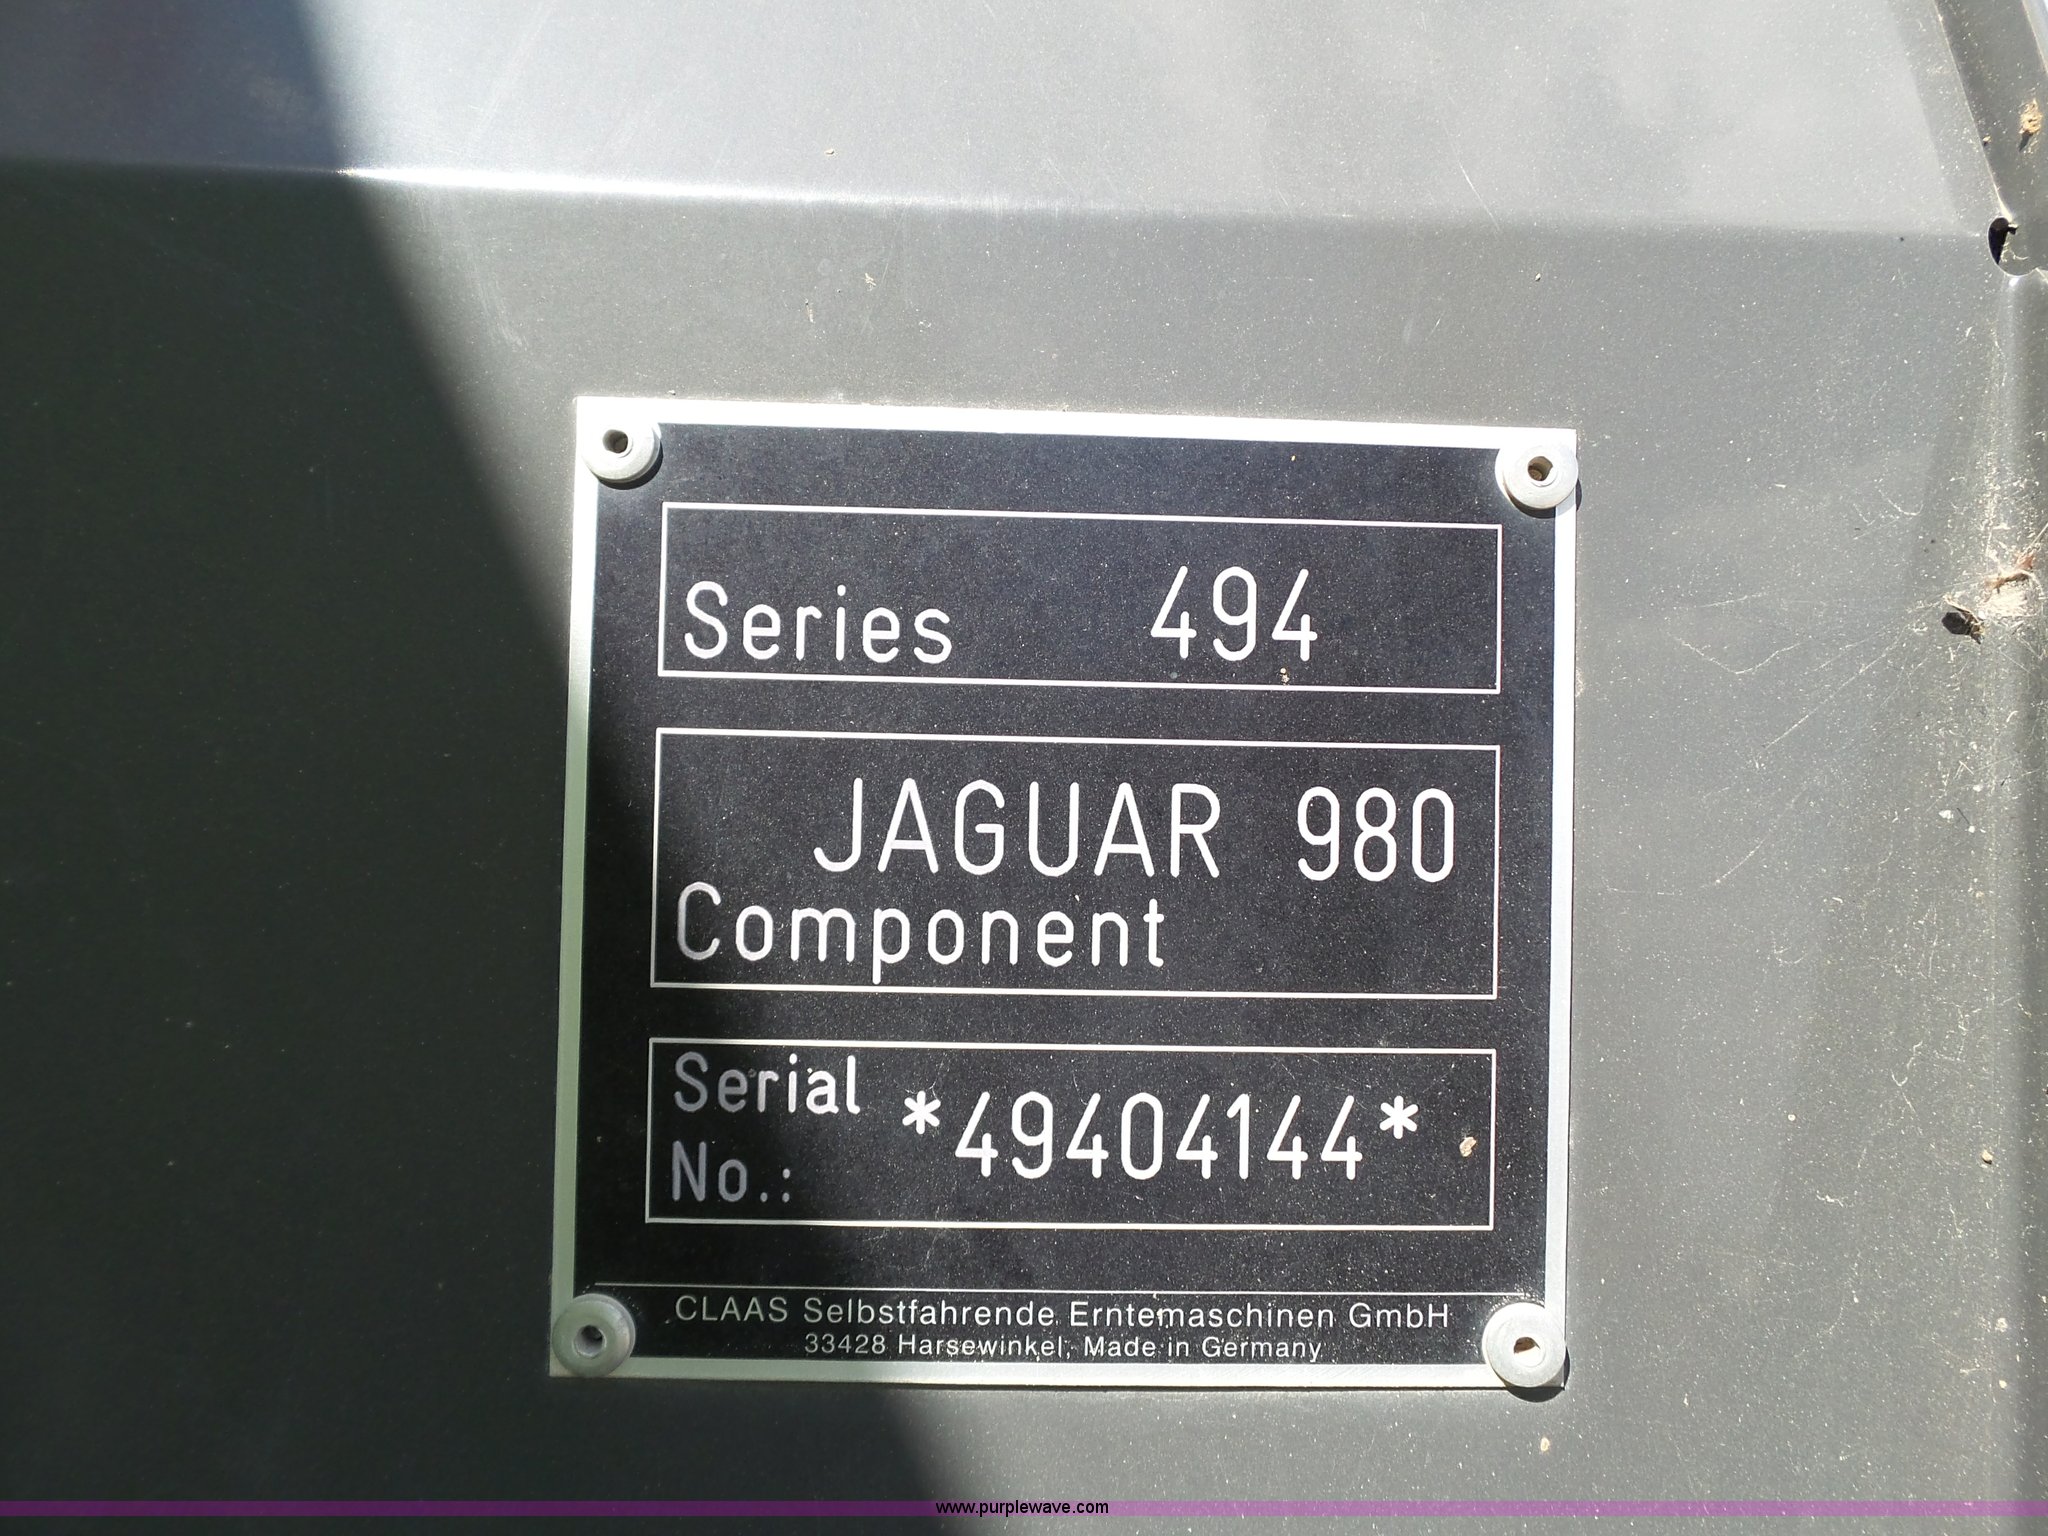 Series 494
JAGUAR 980
Component
Serial
No.: *49404144*
CLAAS Selbstfahrende Erntemaschinen GmbH
33428 Harsewinkel, Made in Germany
www.purplewave.com